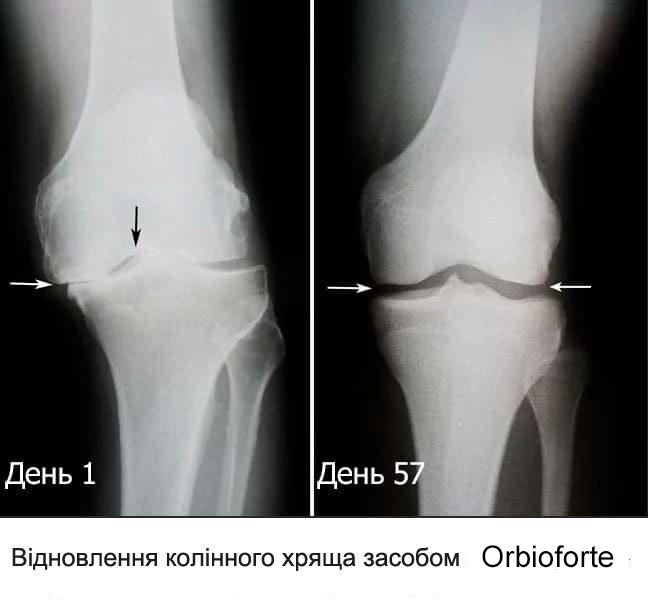 День 1
День 57
Відновлення колінного хряща засобом Orbioforte